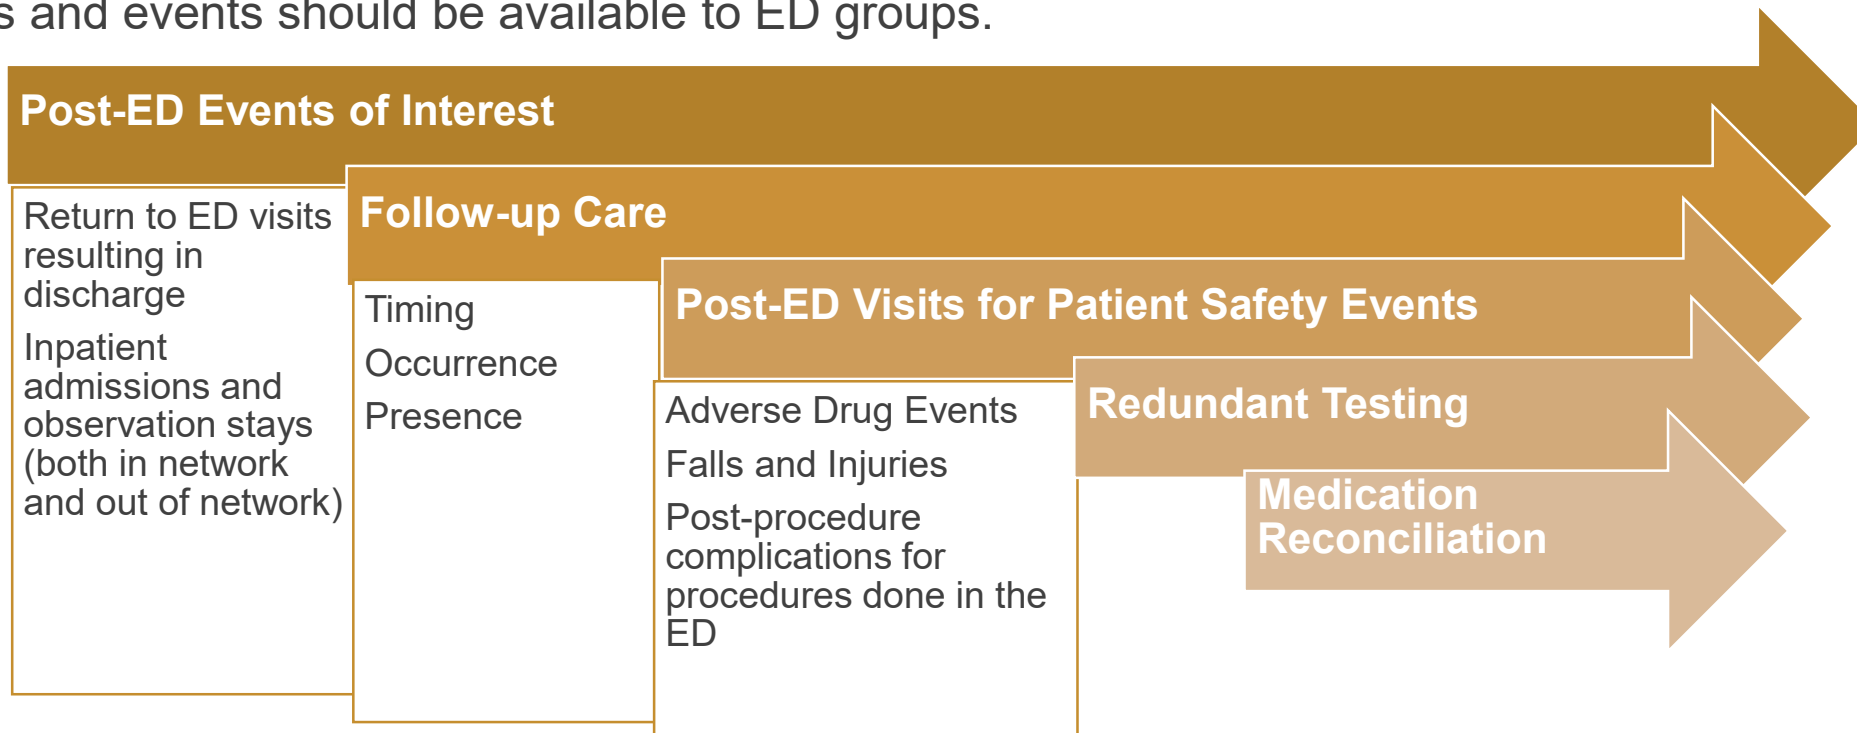 s and events should be available to ED groups.
Post-ED Events of Interest
Return to ED visits
resulting in
discharge
Inpatient
admissions and
observation stays
(both in network
and out of network)
Follow-up Care
Timing
Occurrence
Presence
Post-ED Visits for Patient Safety Events
Adverse Drug Events
Falls and Injuries
Post-procedure
complications for
procedures done in the
ED
Redundant Testing
Medication
Reconciliation